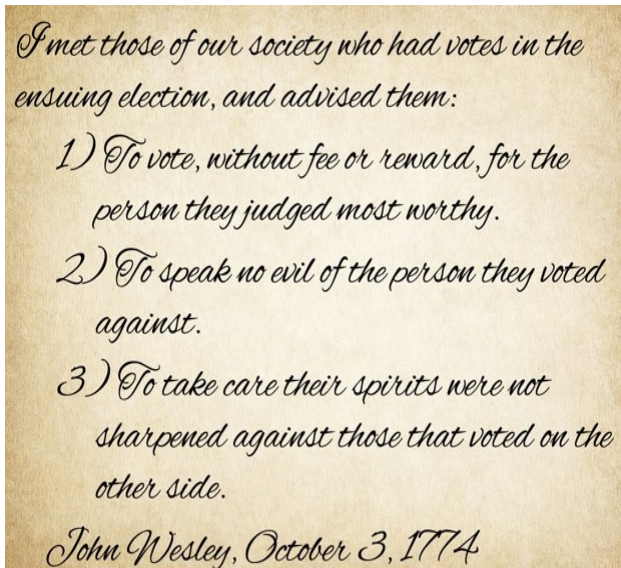 I met those of our society who had votes in the
ensuing election, and advised them:
1) To vote, without fee or reward, for the
person they judged most worthy.
2) To speak no evil of the person they voted
against.
3) To take care their spirits were not
sharpened against those that voted on the
other side.
John Wesley, October 3, 1774